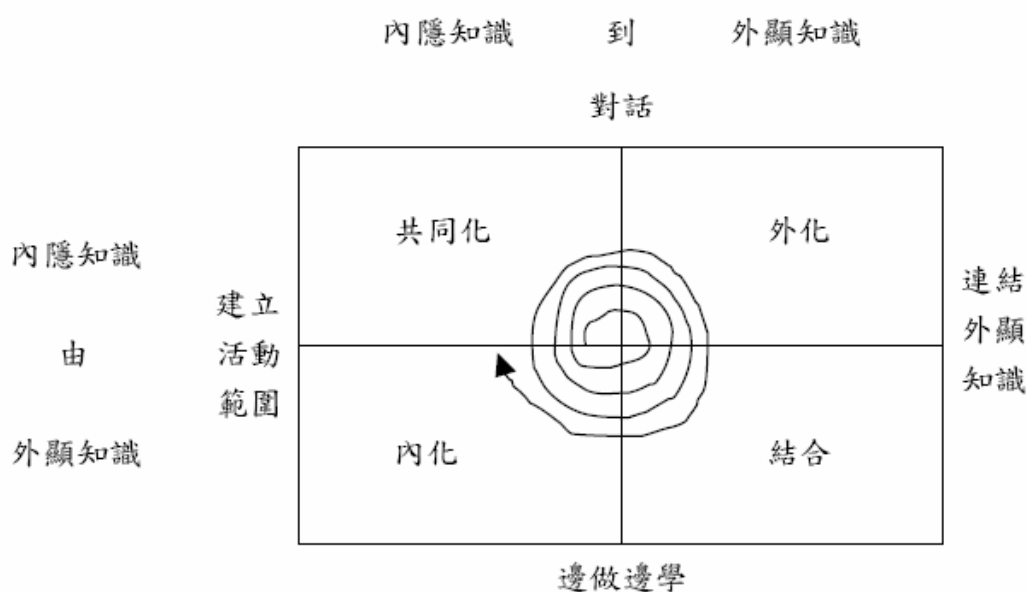 內隱知識 到 外顯知識
對話
共同化 外化
內隱知識
由
外顯知識
建立
活動
範圍
連結
外顯
知識
內化 結合
邊做邊學